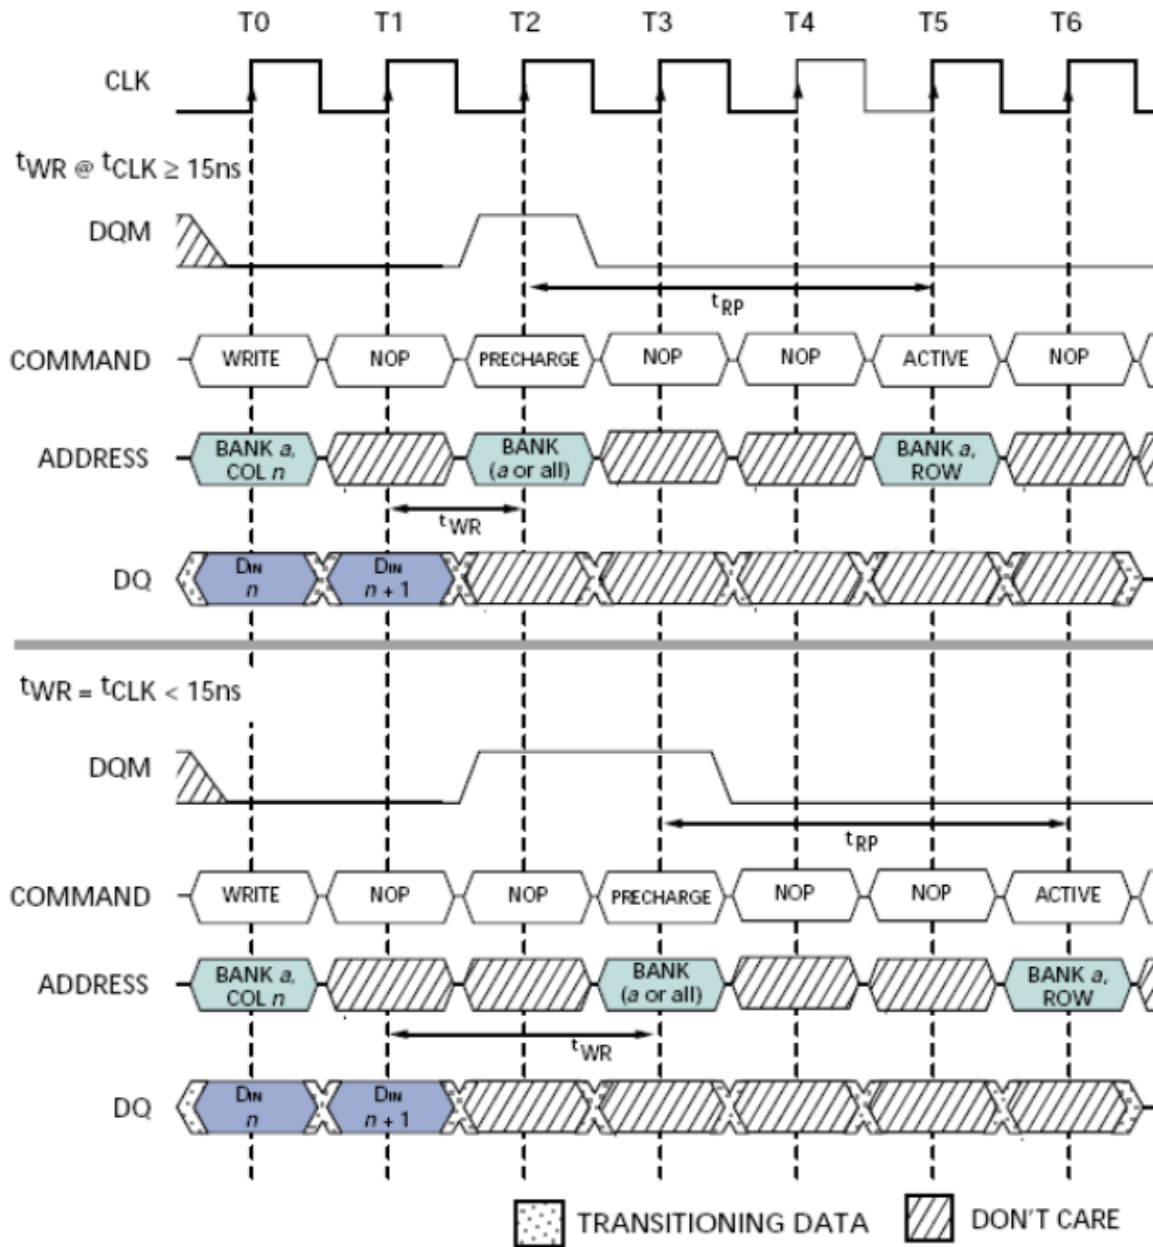 T0 T1 T2 T3 T4 T5 T6
CLK
tWR @ tCLK ≥ 15ns
DQM
tRP
COMMAND WRITE NOP PRECHARGE NOP NOP ACTIVE NOP
ADDRESS BANK a, COL n BANK (a or all) BANK a, ROW
tWR
DQ DIN n DIN n + 1
tWR = tCLK < 15ns
DQM
tRP
COMMAND WRITE NOP NOP PRECHARGE NOP NOP ACTIVE
ADDRESS BANK a, COL n BANK (a or all) BANK a, ROW
tWR
DQ DIN n DIN n + 1
TRANSITIONING DATA DON'T CARE